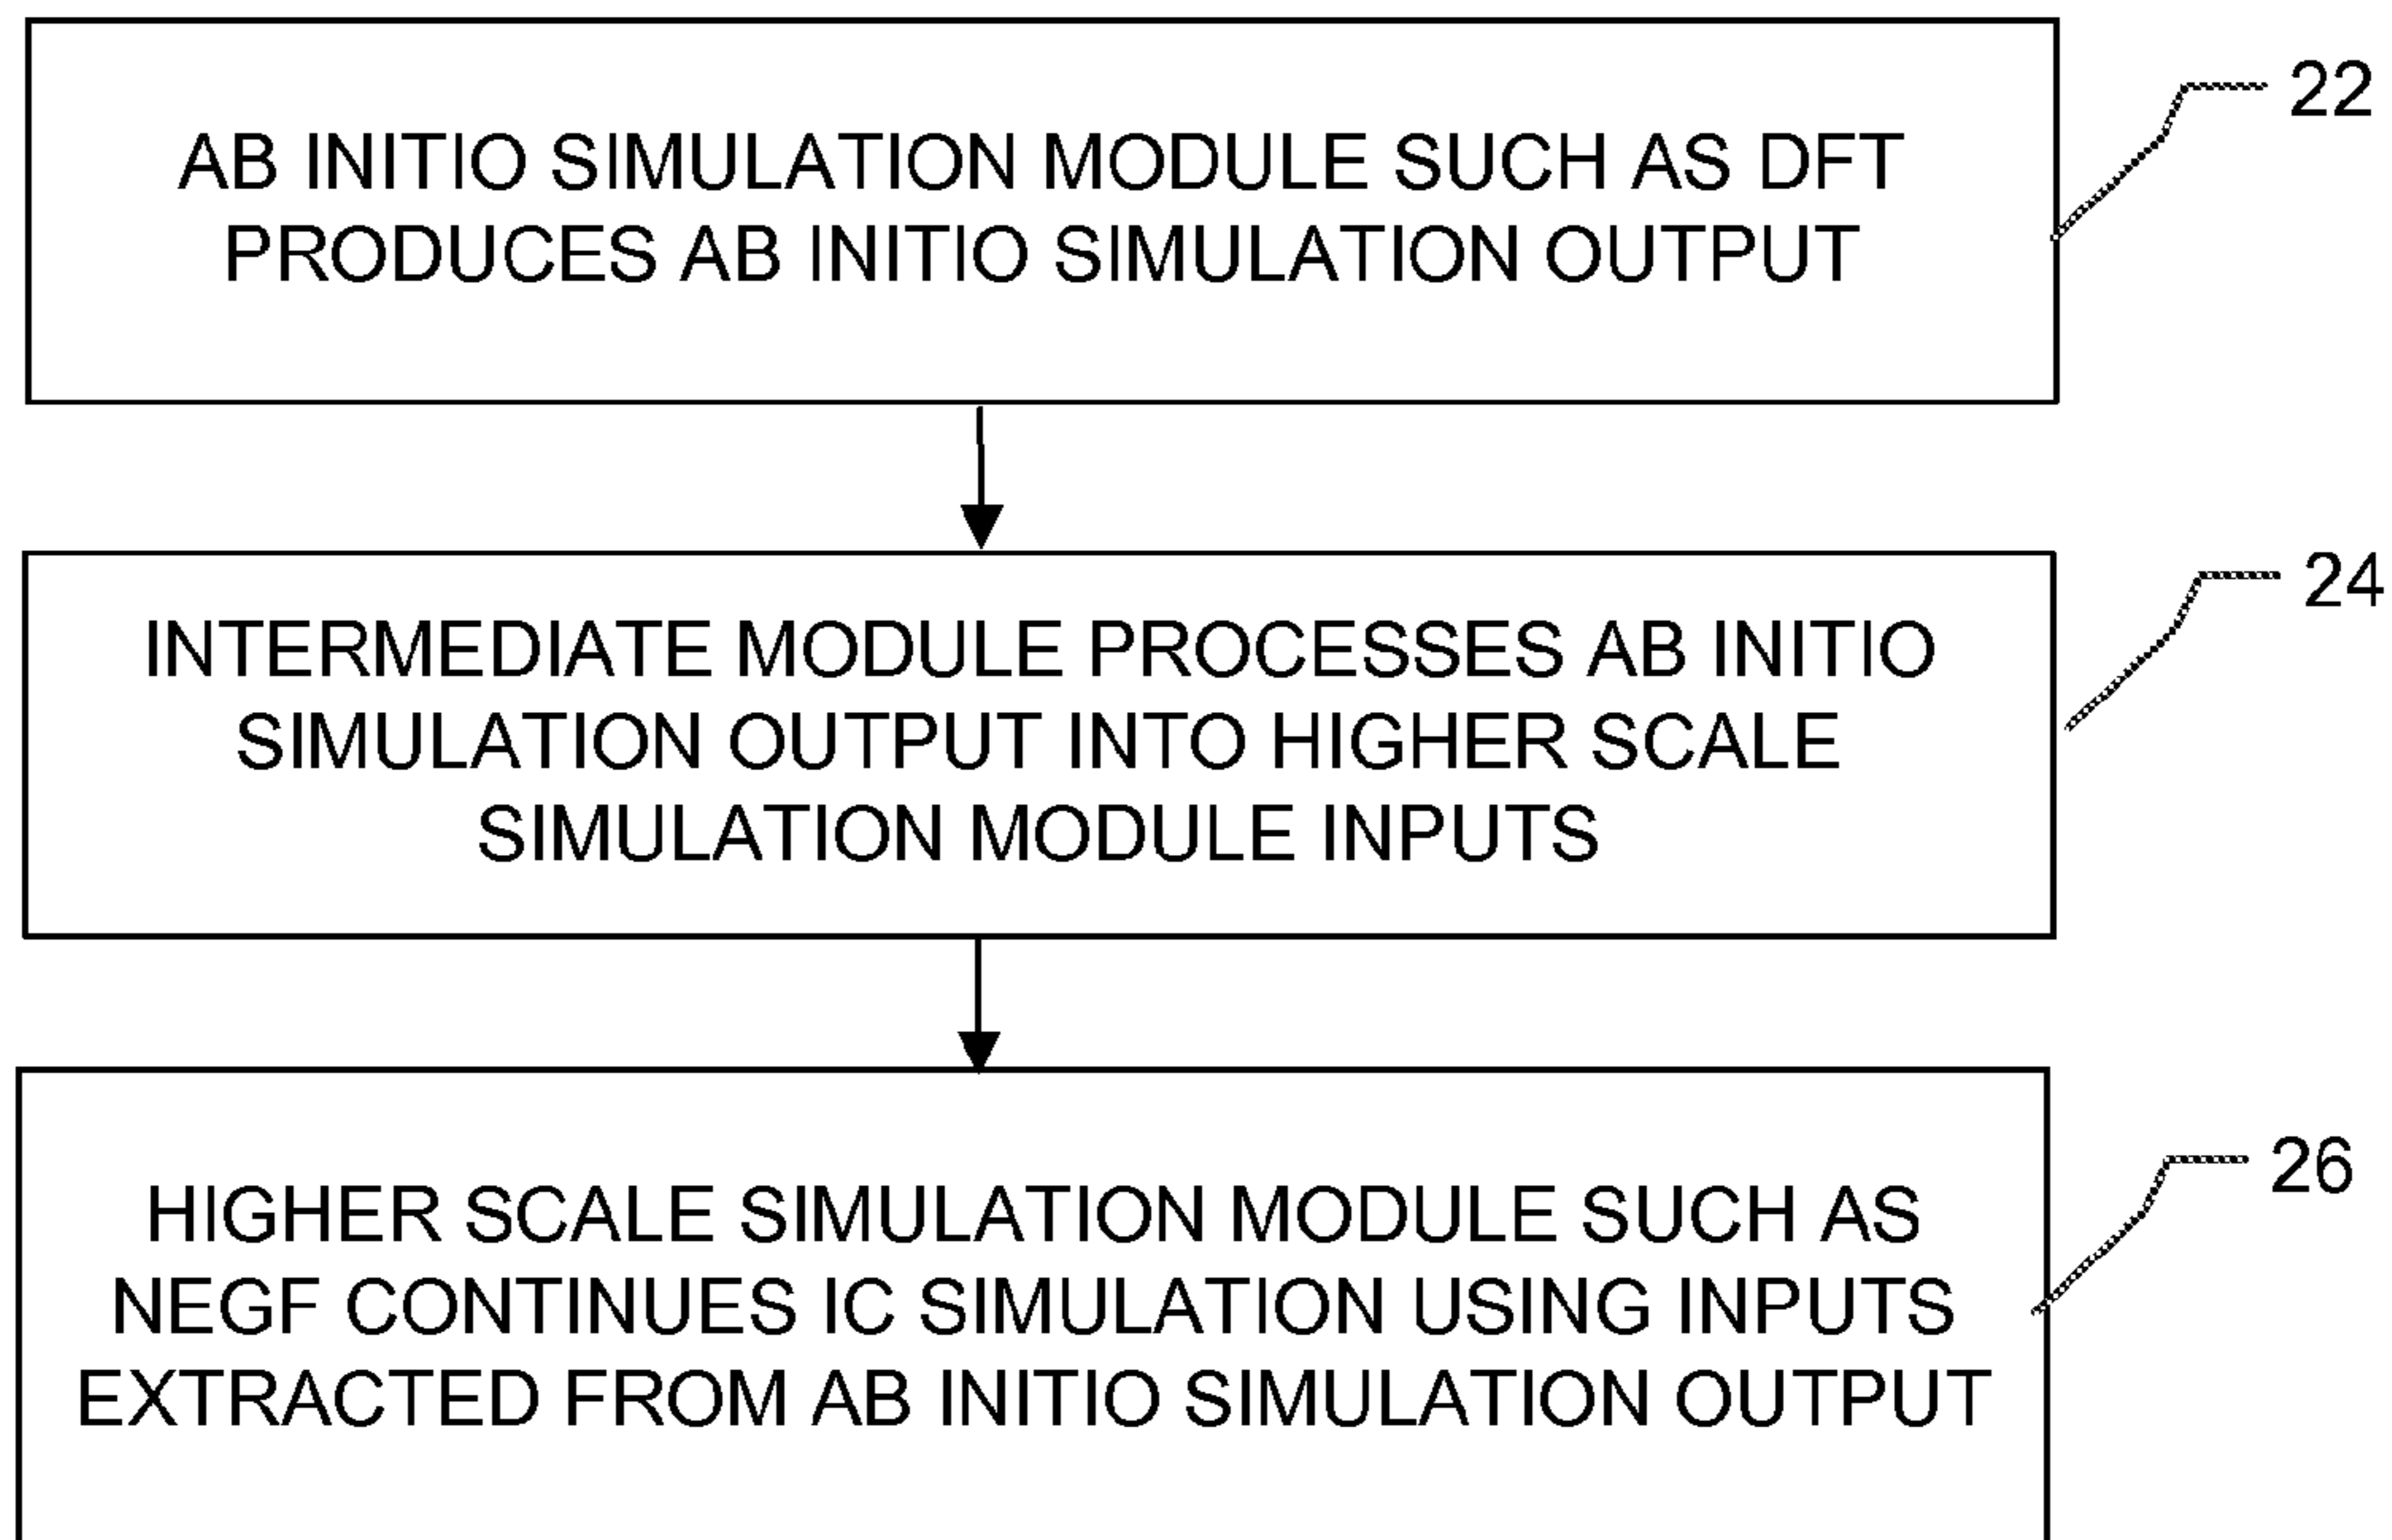 AB INITIO SIMULATION MODULE SUCH AS DFT
PRODUCES AB INITIO SIMULATION OUTPUT
22
INTERMEDIATE MODULE PROCESSES AB INITIO
SIMULATION OUTPUT INTO HIGHER SCALE
SIMULATION MODULE INPUTS
24
HIGHER SCALE SIMULATION MODULE SUCH AS
NEGF CONTINUES IC SIMULATION USING INPUTS
EXTRACTED FROM AB INITIO SIMULATION OUTPUT
26